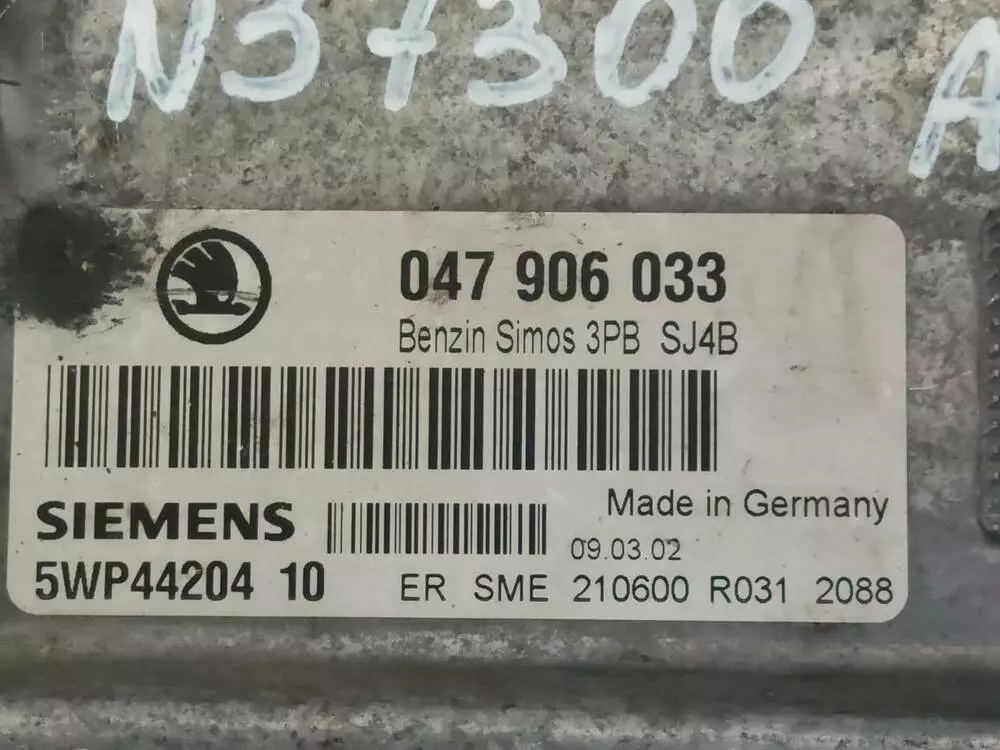 N37300 A
047 906 033
Benzin Simos 3PB SJ4B
SIEMENS
Made in Germany
09.03.02
5WP44204 10
ER SME 210600 R031 2088